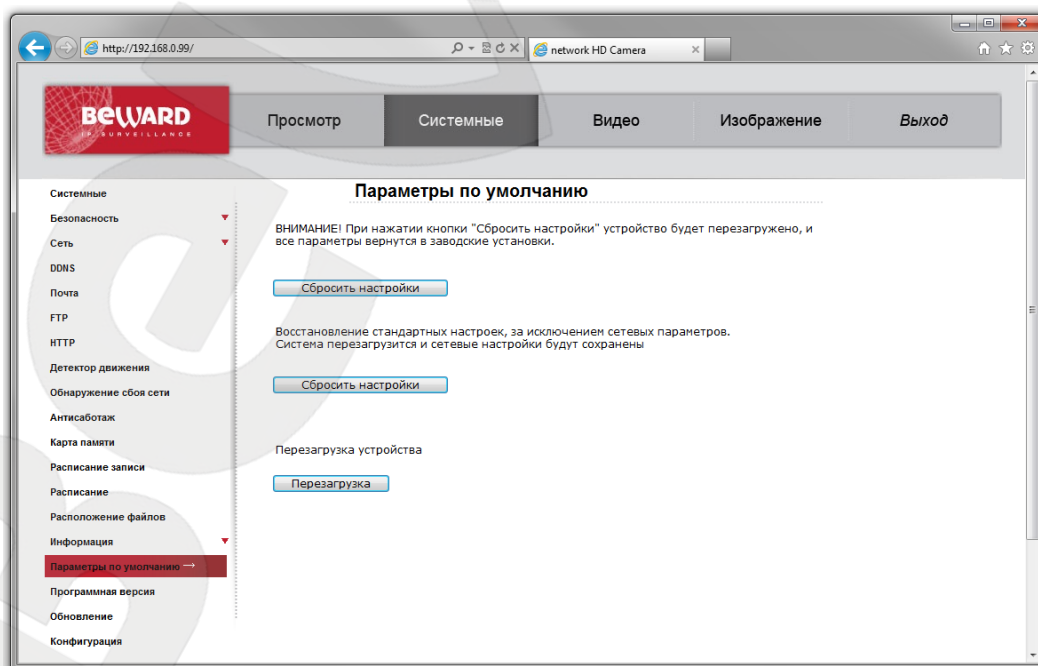 http://192.168.0.99/
network HD Camera
BEWARD
IP SURVEILLANCE
Просмотр
Системные
Видео
Изображение
Выход
Системные
Безопасность
Сеть
DDNS
Почта
FTP
HTTP
Детектор движения
Обнаружение сбоя сети
Антисаботаж
Карта памяти
Расписание записи
Расписание
Расположение файлов
Информация
Параметры по умолчанию →
Программная версия
Обновление
Конфигурация
Параметры по умолчанию
ВНИМАНИЕ! При нажатии кнопки "Сбросить настройки" устройство будет перезагружено, и
все параметры вернутся в заводские установки.
Сбросить настройки
Восстановление стандартных настроек, за исключением сетевых параметров.
Система перезагрузится и сетевые настройки будут сохранены
Сбросить настройки
Перезагрузка устройства
Перезагрузка